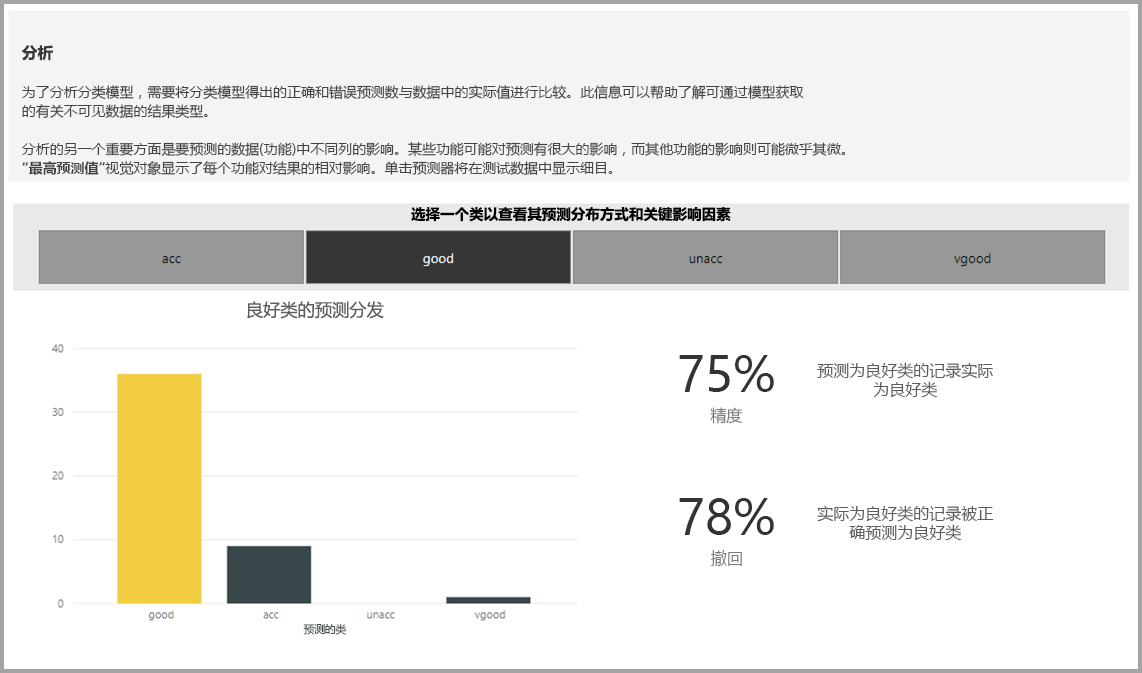 分析
为了分析分类模型，需要将分类模型得出的正确和错误预测数与数据中的实际值进行比较。此信息可以帮助了解可通过模型获取
的有关不可见数据的结果类型。
分析的另一个重要方面是要预测的数据(功能)中不同列的影响。某些功能可能对预测有很大的影响，而其他功能的影响则可能微乎其微。
“最高预测值”视觉对象显示了每个功能对结果的相对影响。单击预测器将在测试数据中显示细目。
选择一个类以查看其预测分布方式和关键影响因素
acc good unacc vgood
良好类的预测分发
40
30
20
10
0
good acc unacc vgood
预测的类
75%
精度
预测为良好类的记录实际
为良好类
78%
撤回
实际为良好类的记录被正
确预测为良好类